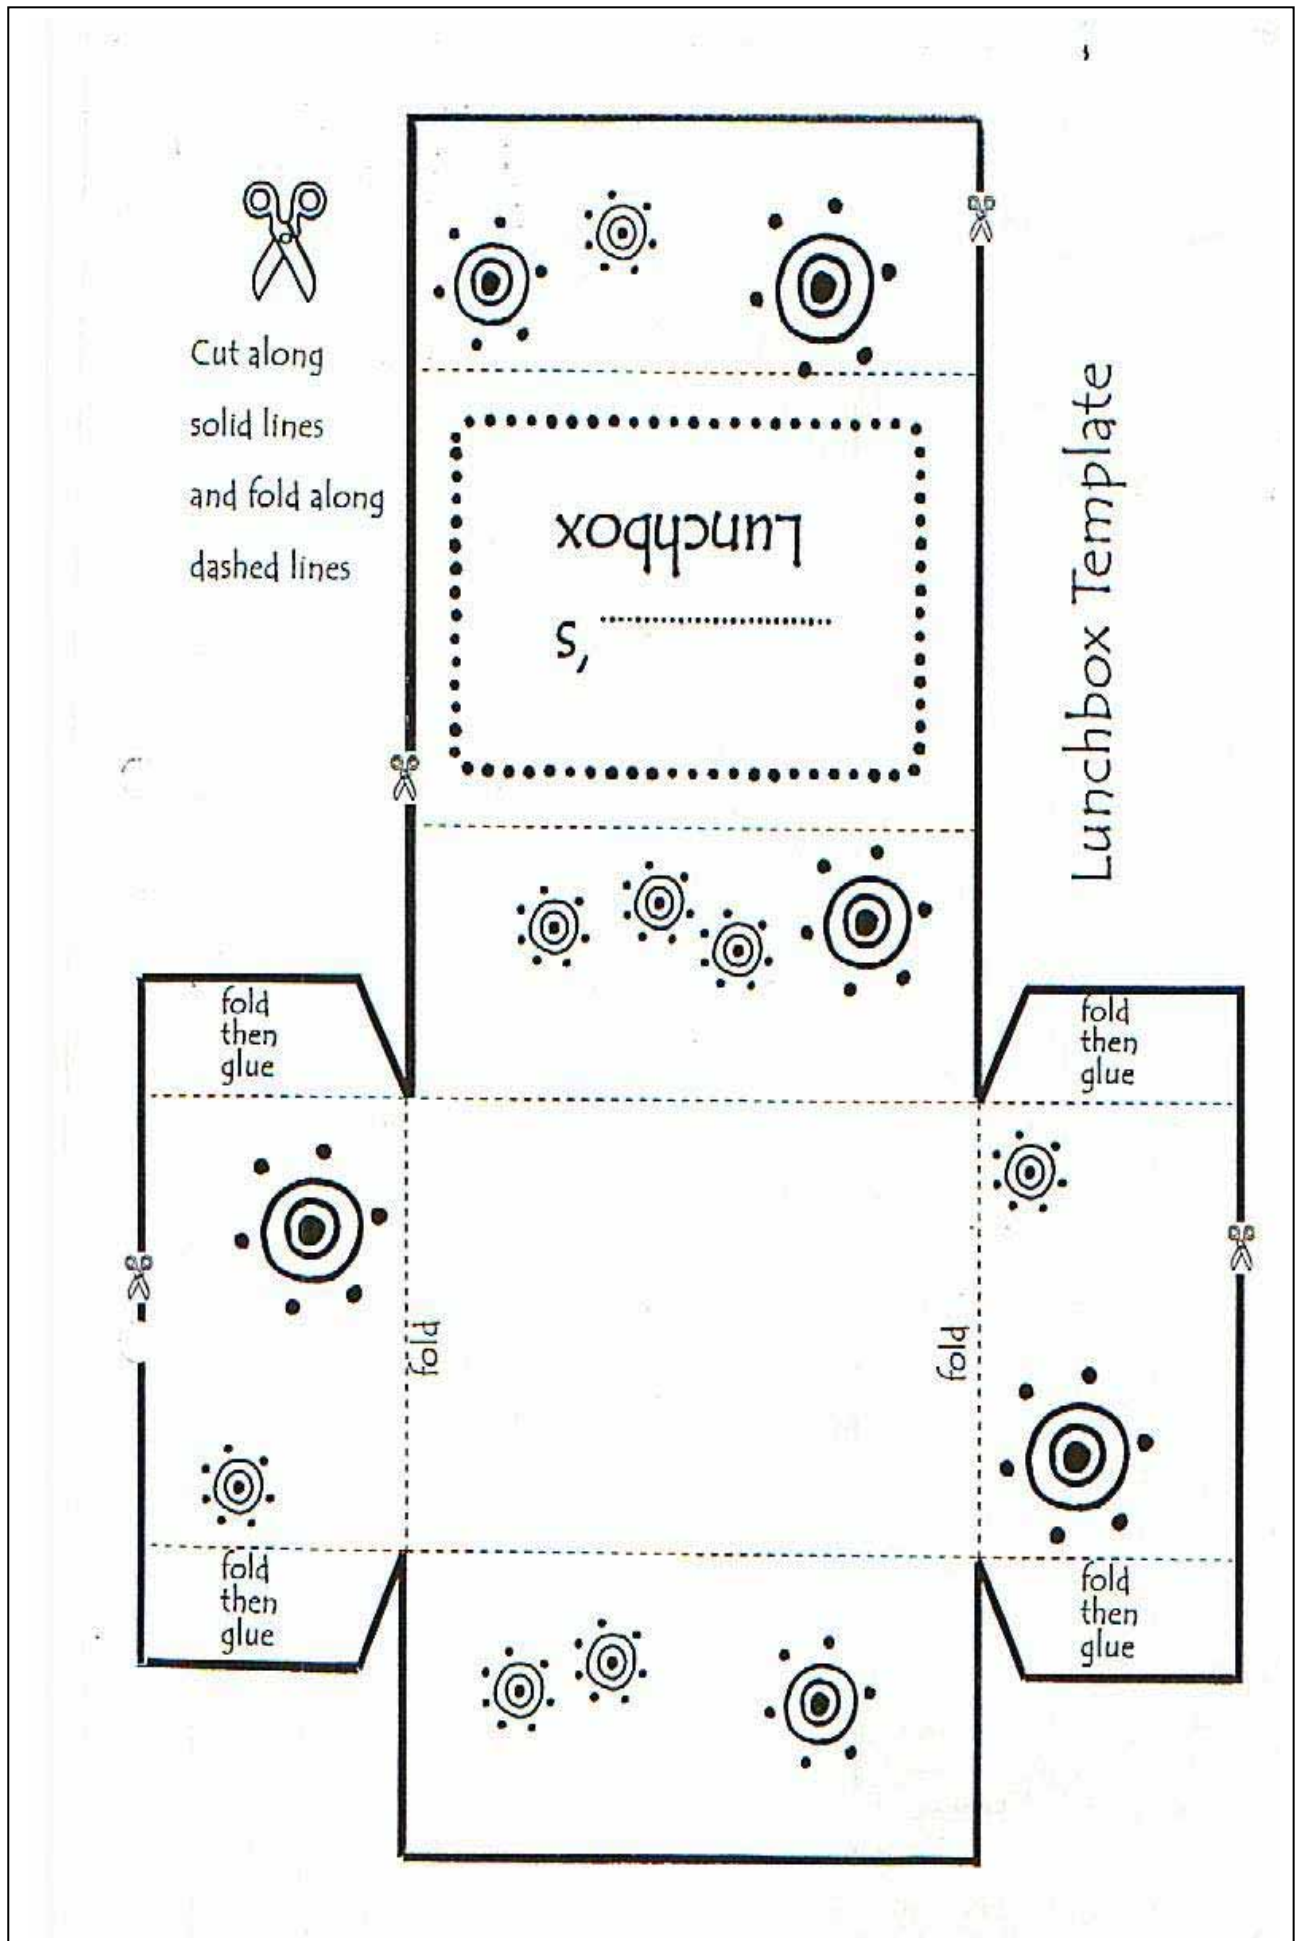 Cut along
solid lines
and fold along
dashed lines
Lunchbox Template
's
Lunchbox
fold
then
glue
fold
then
glue
fold
fold
fold
then
glue
fold
then
glue